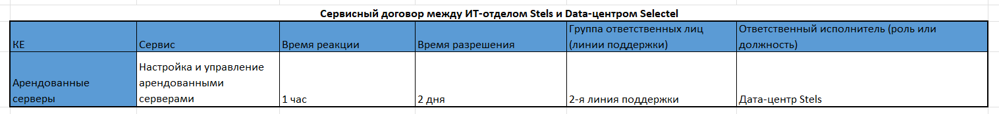 Сервисный договор между ИТ-отделом Stels и Data-центром Selectel
КЕ
Сервис
Время реакции
Время разрешения
Группа ответственных лиц
(линии поддержки)
Ответственный исполнитель (роль или
должность)
Арендованные
серверы
Настройка и управление
арендованными
серверами
1 час
2 дня
2-я линия поддержки
Дата-центр Stels